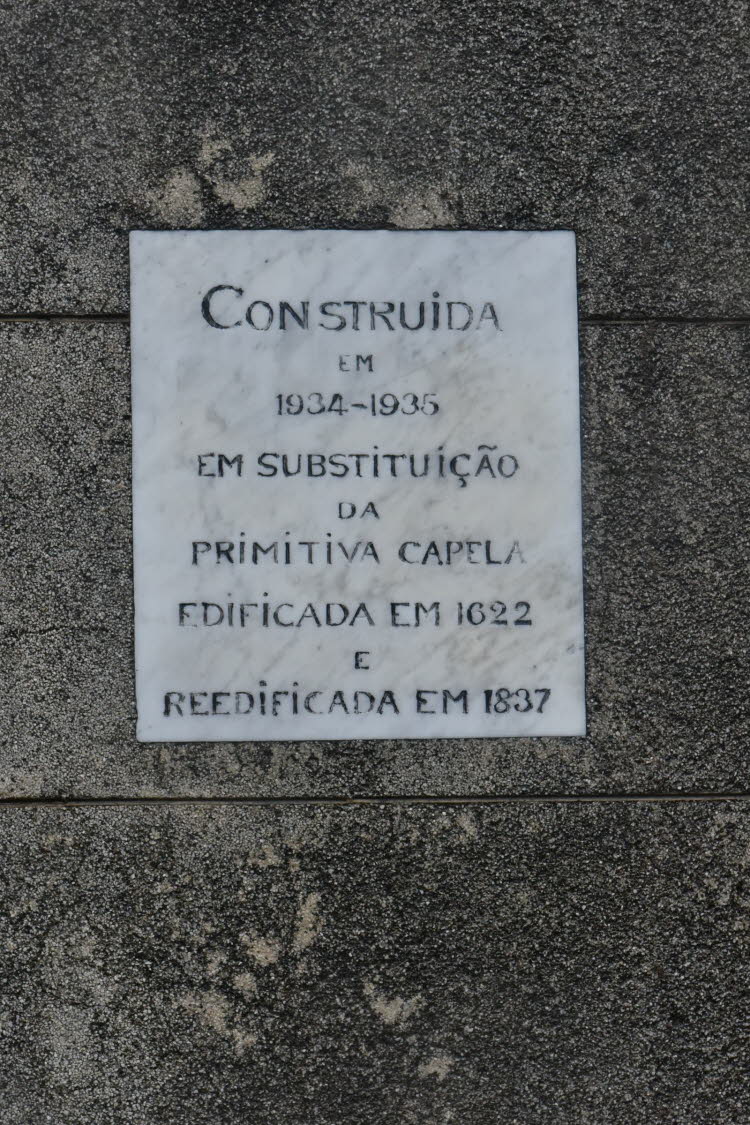 CONSTRUIDA
EM
1934-1935
EM SUBSTITUIÇÃO
DA
PRIMITIVA CAPELA
EDIFICADA EM 1622
E
REEDIFICADA EM 1837